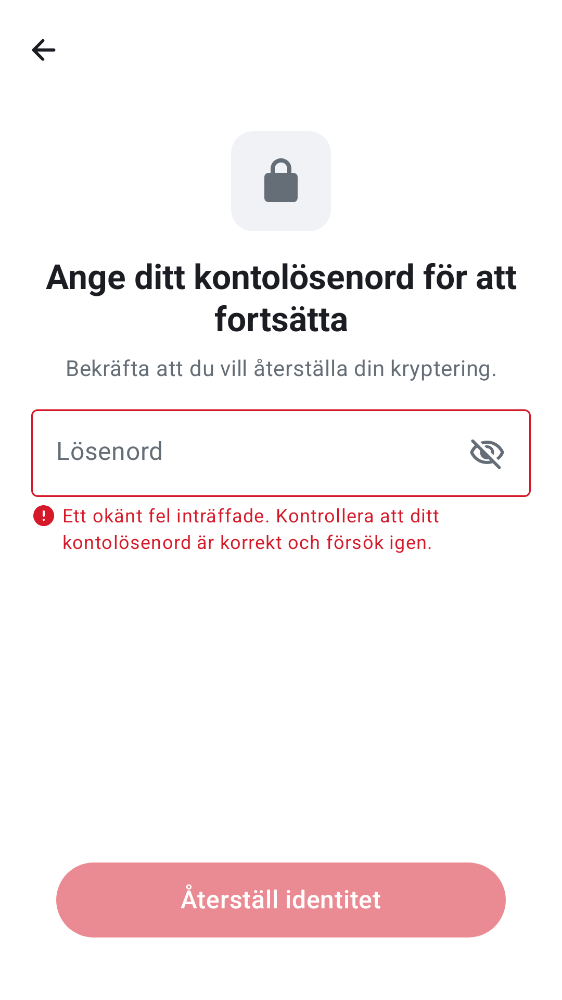 Ange ditt kontolösenord för att
fortsätta
Bekräfta att du vill återställa din kryptering.
Lösenord
Ett okänt fel inträffade. Kontrollera att ditt
kontolösenord är korrekt och försök igen.
Återställ identitet